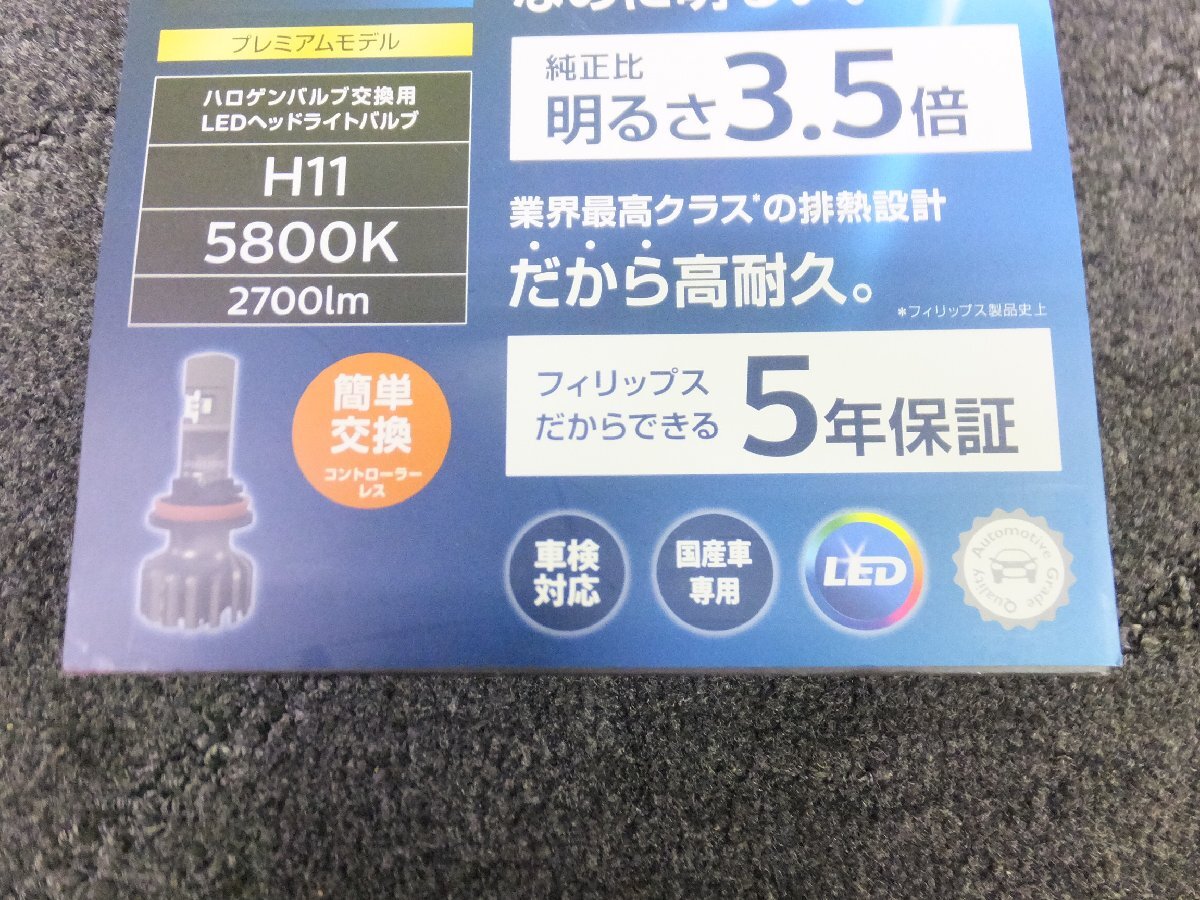 プレミアムモデル
ハロゲンバルブ交換用
LEDヘッドライトバルブ
H11
5800K
2700lm
簡単
交換
コントローラー
レス
純正比
明るさ3.5倍
業界最高クラス*の排熱設計
だから高耐久。
*フィリップス製品史上
フィリップス
だからできる
5年保証
車検
対応
国産車
専用
LED
Automotive Grade
Quality